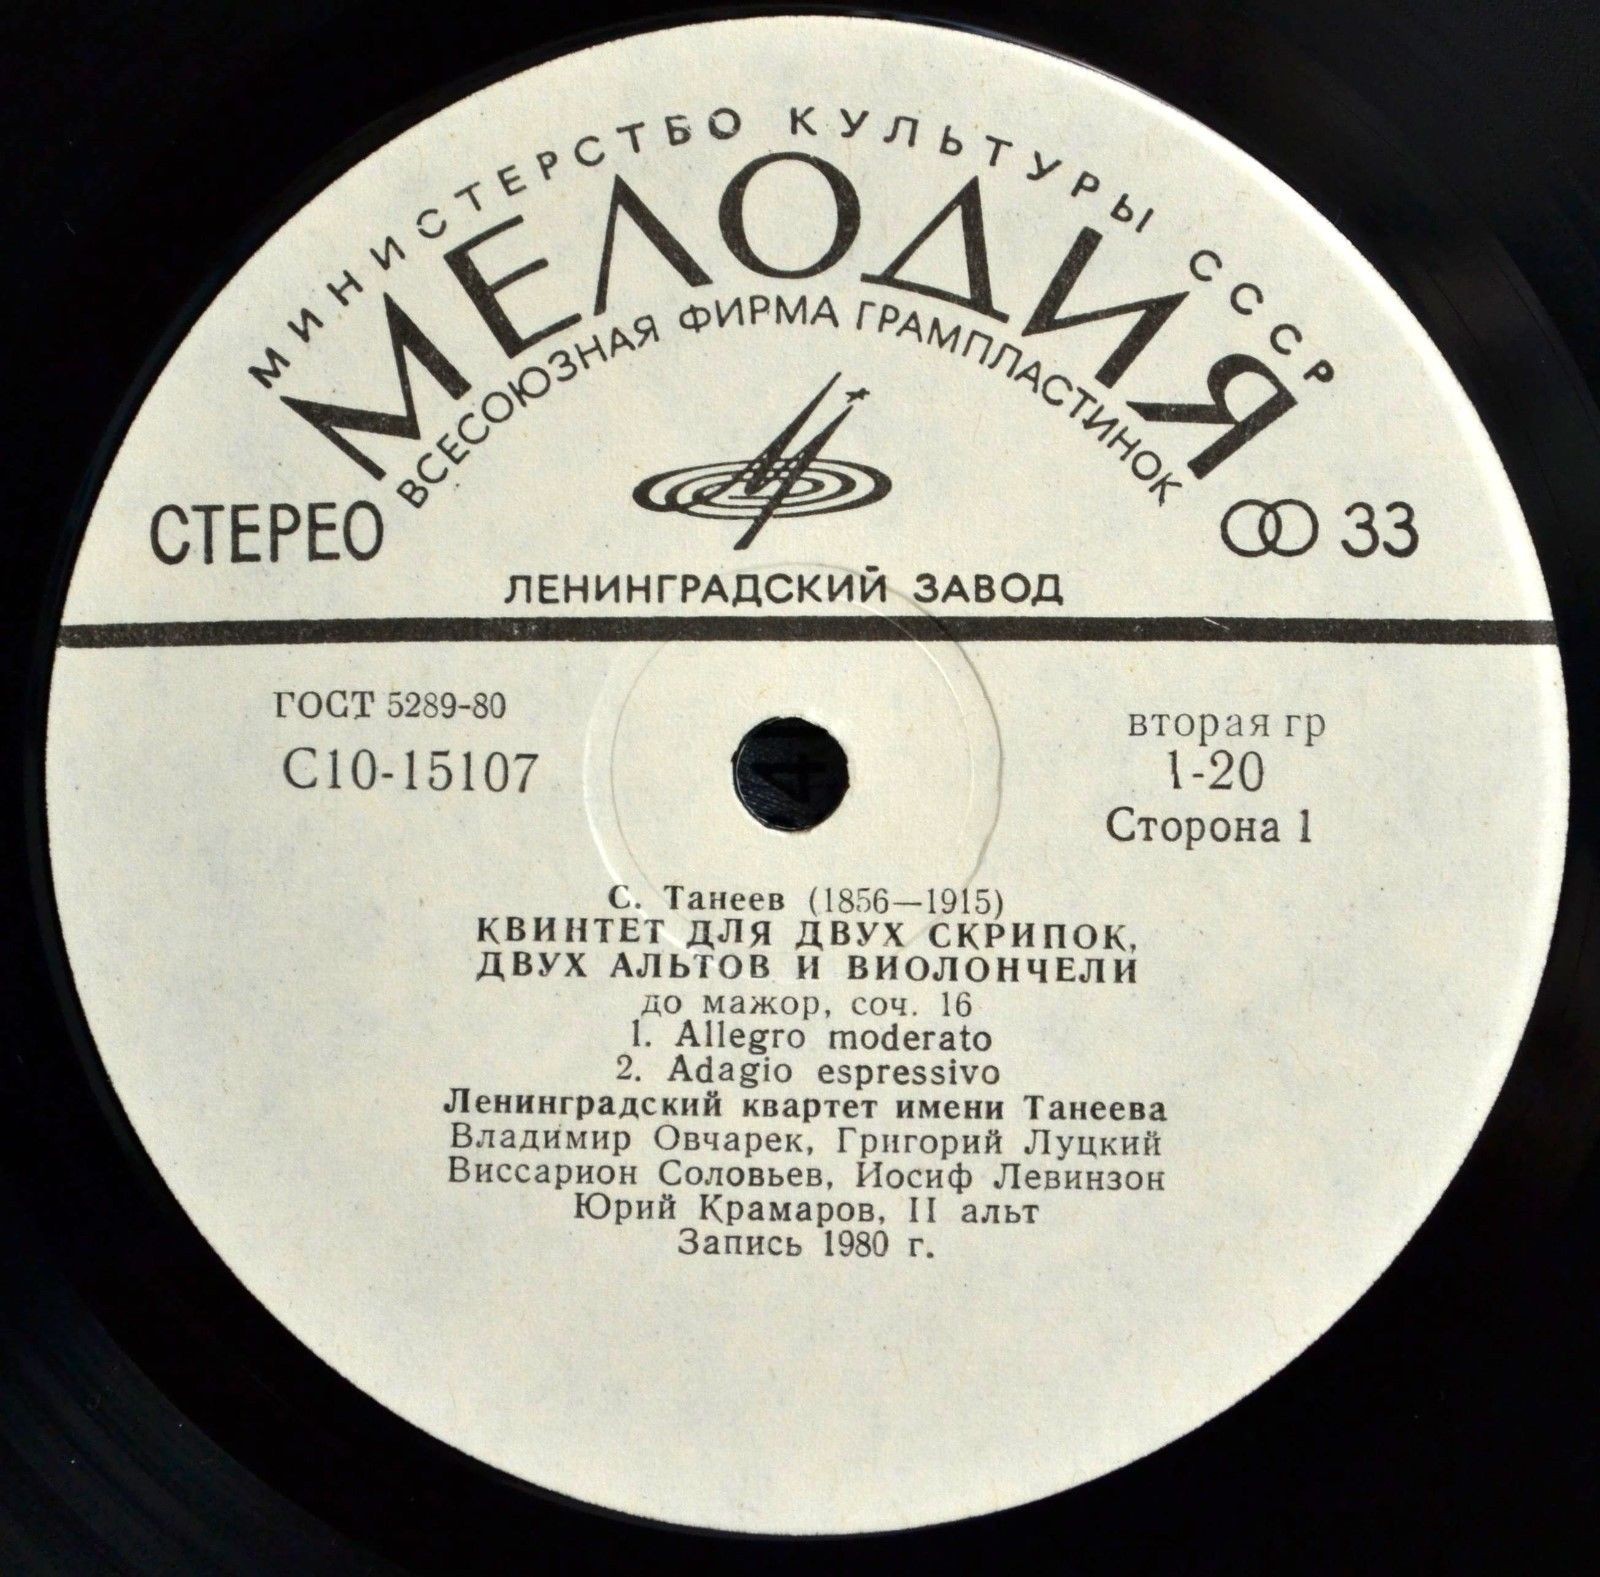 МИНИСТЕРСТВО КУЛЬТУРЫ СССР
МЕЛОДИЯ
ВСЕСОЮЗНАЯ ФИРМА ГРАМПЛАСТИНОК
СТЕРЕО
33
ЛЕНИНГРАДСКИЙ ЗАВОД
ГОСТ 5289-80
С10-15107
вторая гр
1-20
Сторона 1
С. Танеев (1856—1915)
КВИНТЕТ ДЛЯ ДВУХ СКРИПОК,
ДВУХ АЛЬТОВ И ВИОЛОНЧЕЛИ
до мажор, соч. 16
1. Allegro moderato
2. Adagio espressivo
Ленинградский квартет имени Танеева
Владимир Овчарек, Григорий Луцкий
Виссарион Соловьев, Иосиф Левинзон
Юрий Крамаров, II альт
Запись 1980 г.